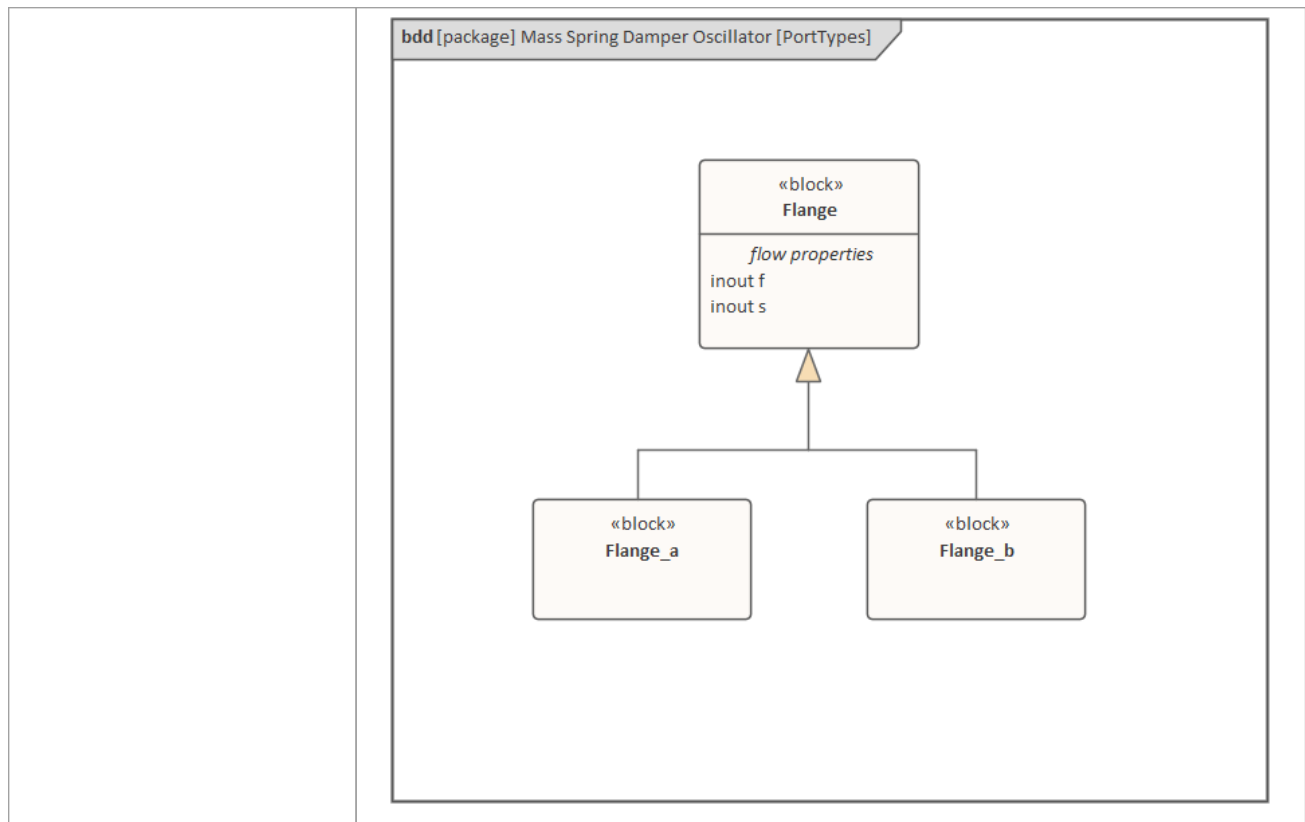 bdd [package] Mass Spring Damper Oscillator [PortTypes]
«block»
Flange
flow properties
inout f
inout s
«block»
Flange_a
«block»
Flange_b